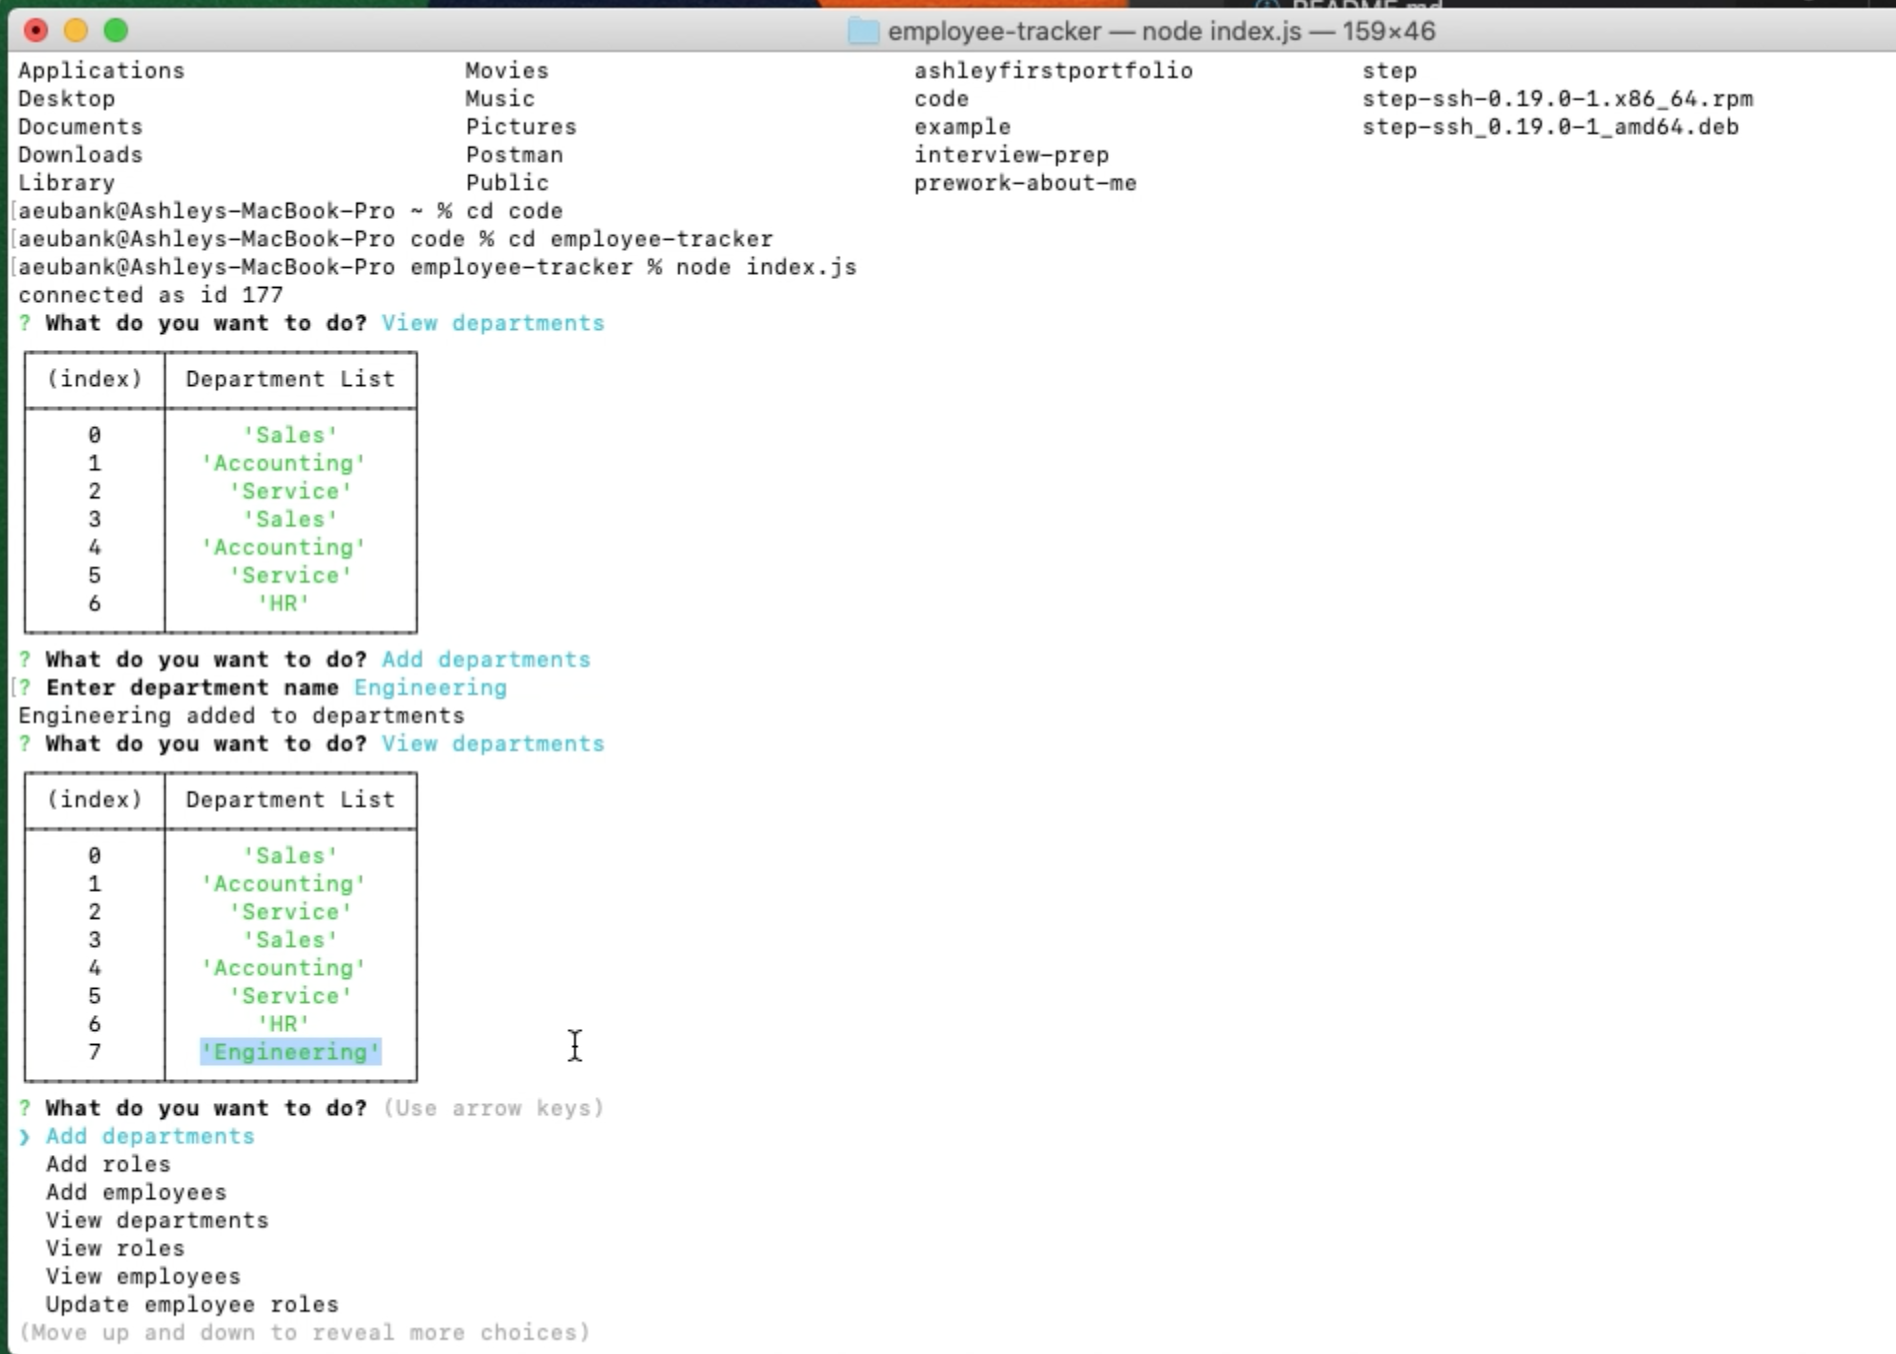 README.md
employee-tracker — node index.js — 159×46
Applications Movies ashleyfirstportfolio step
Desktop Music code step-ssh-0.19.0-1.x86_64.rpm
Documents Pictures example step-ssh_0.19.0-1_amd64.deb
Downloads Postman interview-prep
Library Public prework-about-me
[aeubank@Ashleys-MacBook-Pro ~ % cd code
[aeubank@Ashleys-MacBook-Pro code % cd employee-tracker
[aeubank@Ashleys-MacBook-Pro employee-tracker % node index.js
connected as id 177
? What do you want to do? View departments
(index) Department List
0 'Sales'
1 'Accounting'
2 'Service'
3 'Sales'
4 'Accounting'
5 'Service'
6 'HR'
? What do you want to do? Add departments
[? Enter department name Engineering
Engineering added to departments
? What do you want to do? View departments
(index) Department List
0 'Sales'
1 'Accounting'
2 'Service'
3 'Sales'
4 'Accounting'
5 'Service'
6 'HR'
7 'Engineering'
? What do you want to do? (Use arrow keys)
❯ Add departments
Add roles
Add employees
View departments
View roles
View employees
Update employee roles
(Move up and down to reveal more choices)